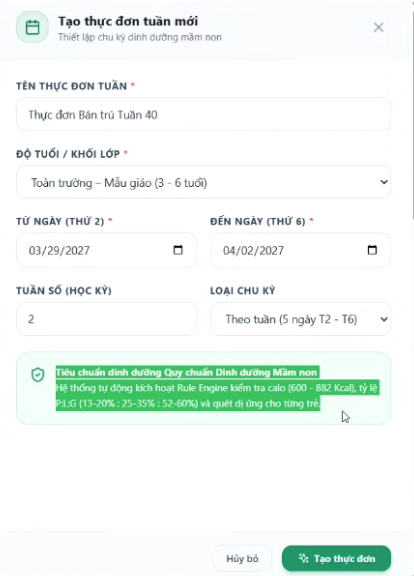 Tạo thực đơn tuần mới
Thiết lập chu kỳ dinh dưỡng mầm non
TÊN THỰC ĐƠN TUẦN *
Thực đơn Bán trú Tuần 40
ĐỘ TUỔI / KHỐI LỚP *
Toàn trường – Mẫu giáo (3 - 6 tuổi)
TỪ NGÀY (THỨ 2) * ĐẾN NGÀY (THỨ 6) *
03/29/2027 04/02/2027
TUẦN SỐ (HỌC KỲ) LOẠI CHU KỲ
2 Theo tuần (5 ngày T2 - T6)
Tiêu chuẩn dinh dưỡng Quy chuẩn Dinh dưỡng Mầm non
Hệ thống tự động kích hoạt Rule Engine kiểm tra calo (600 - 882 Kcal), tỷ lệ
P:L:G (13-20% : 25-35% : 52-60%) và quét dị ứng cho từng trẻ.
Hủy bỏ Tạo thực đơn